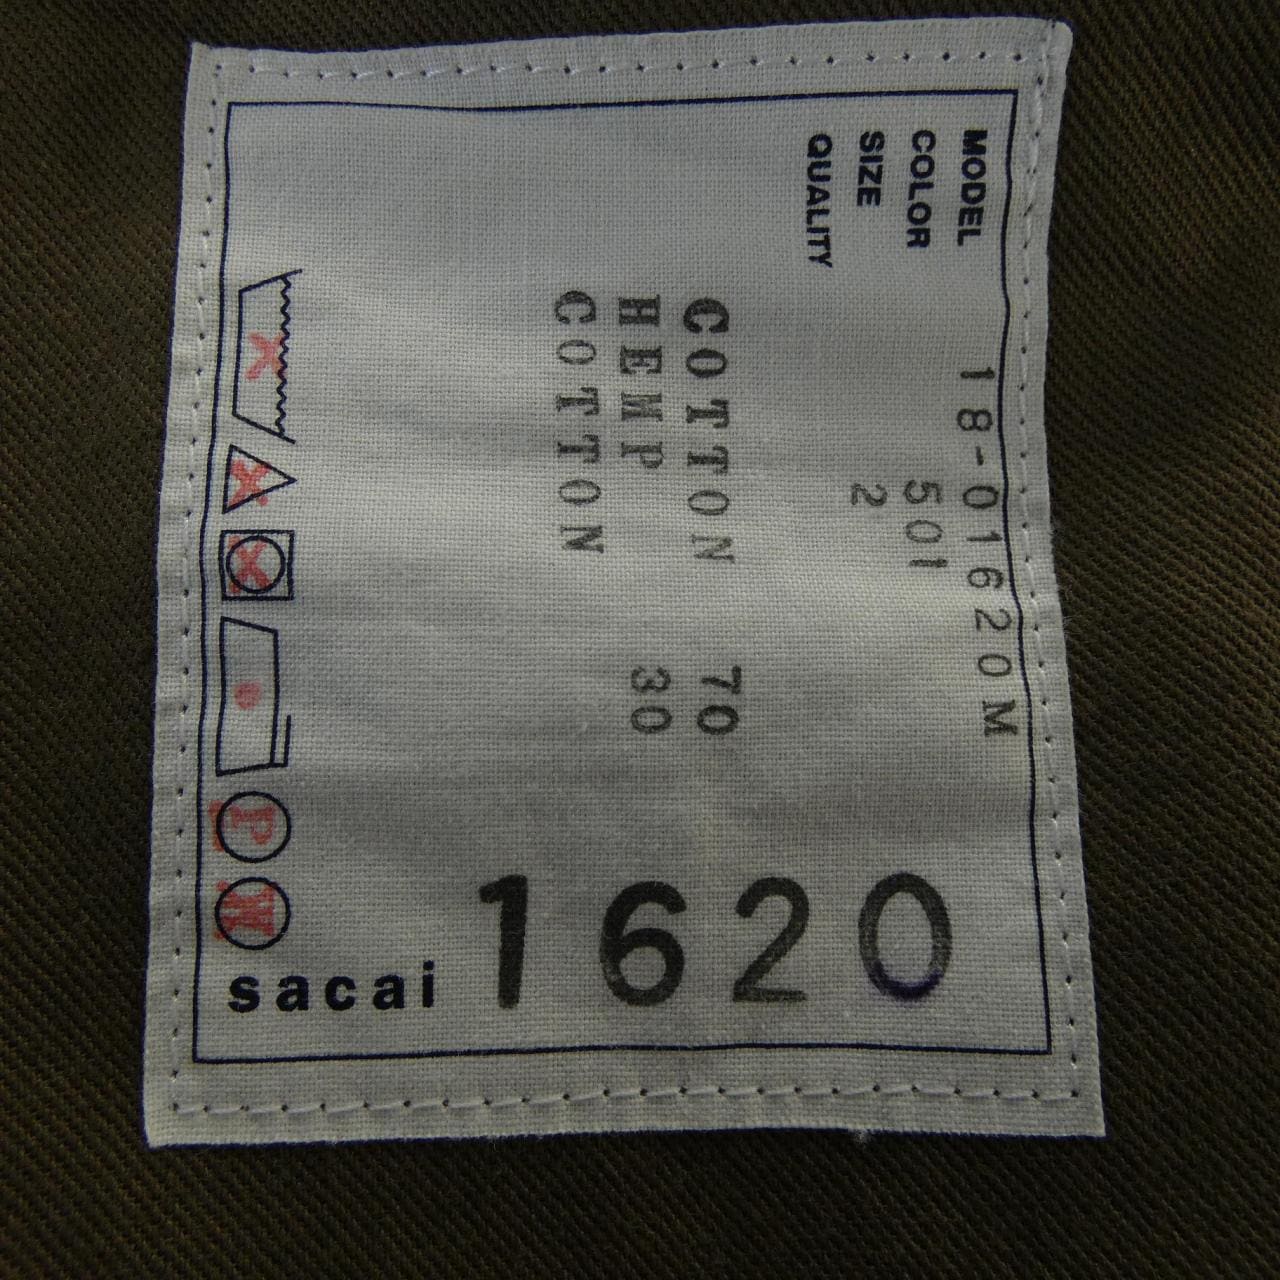 MODEL 18-01620M
COLOR 501
SIZE 2
QUALITY
COTTON 70
HEMP 30
COTTON
P
W
sacai
1620